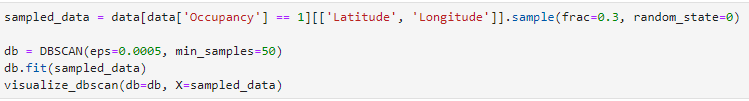 sampled_data = data[data['Occupancy'] == 1][['Latitude', 'Longitude']].sample(frac=0.3, random_state=0)
db = DBSCAN(eps=0.0005, min_samples=50)
db.fit(sampled_data)
visualize_dbscan(db=db, X=sampled_data)